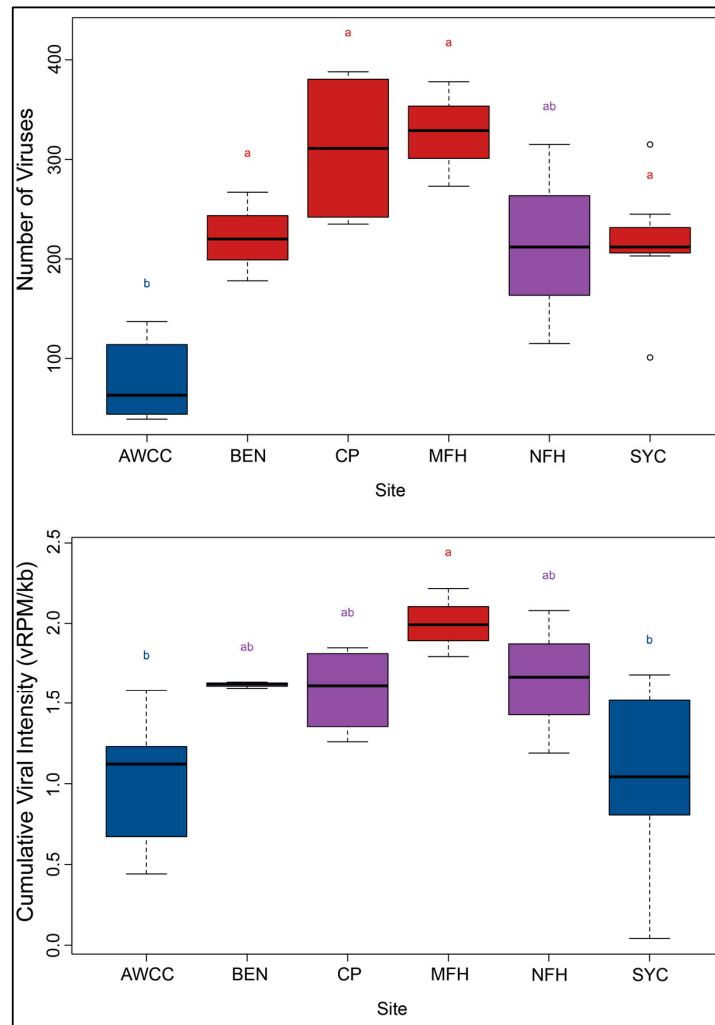 400
300
200
100
Number of Viruses
b
a
a
a
ab
a
AWCC BEN CP MFH NFH SYC
Site
2.5
2.0
1.5
1.0
0.5
0.0
Cumulative Viral Intensity (vRPM/kb)
b
ab
ab
a
ab
b
AWCC BEN CP MFH NFH SYC
Site